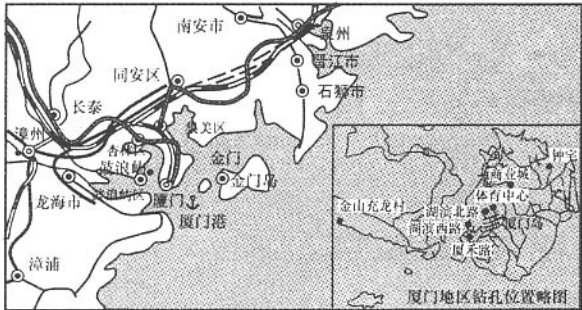 南安市
泉州
晋江市
同安区
石狮市
长泰
集美区
漳州
杏林
鼓浪屿
金门
金门岛
龙海市
厦门
厦门港
漳浦
钟宅
商业城
体育中心
金山充龙村
湖滨北路
湖滨西路
厦门岛
厦禾路
厦门地区钻孔位置略图